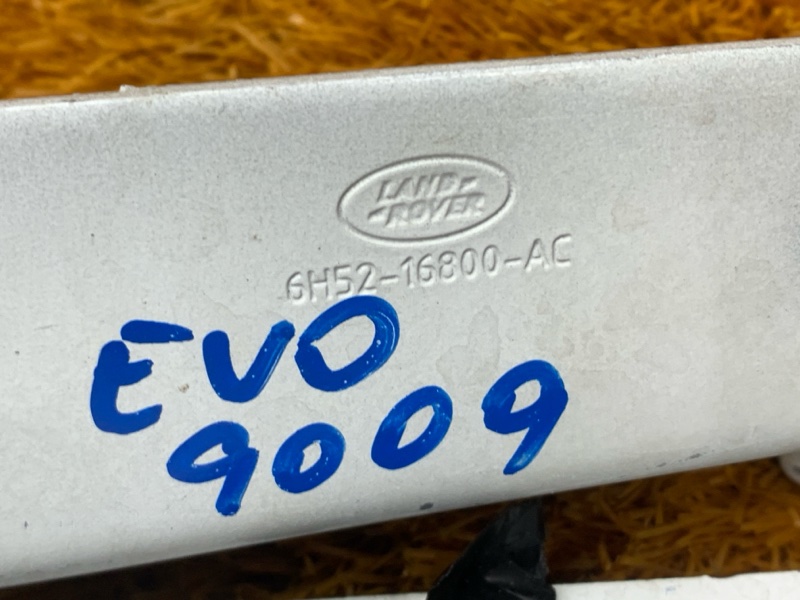 LAND-
-ROVER
6H52-16800-AC
EVO
9009